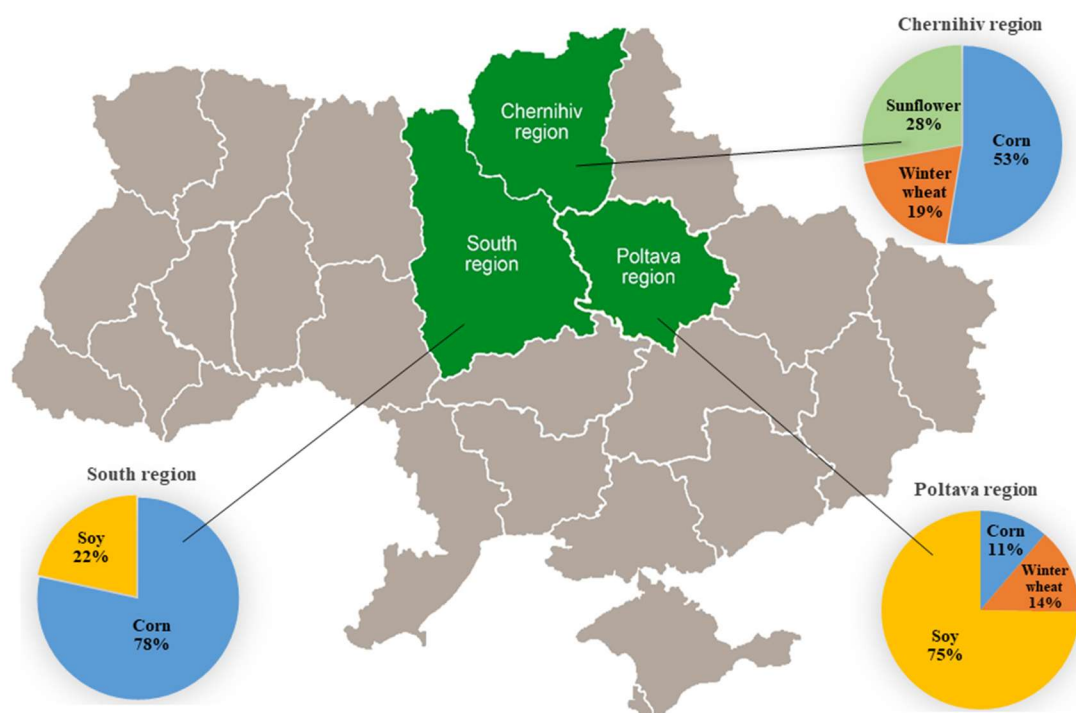 Chernihiv region
Sunflower
28%
Corn
53%
Winter
wheat
19%
Chernihiv
region
South
region
Poltava
region
South region
Soy
22%
Corn
78%
Poltava region
Corn
11%
Winter
wheat
14%
Soy
75%